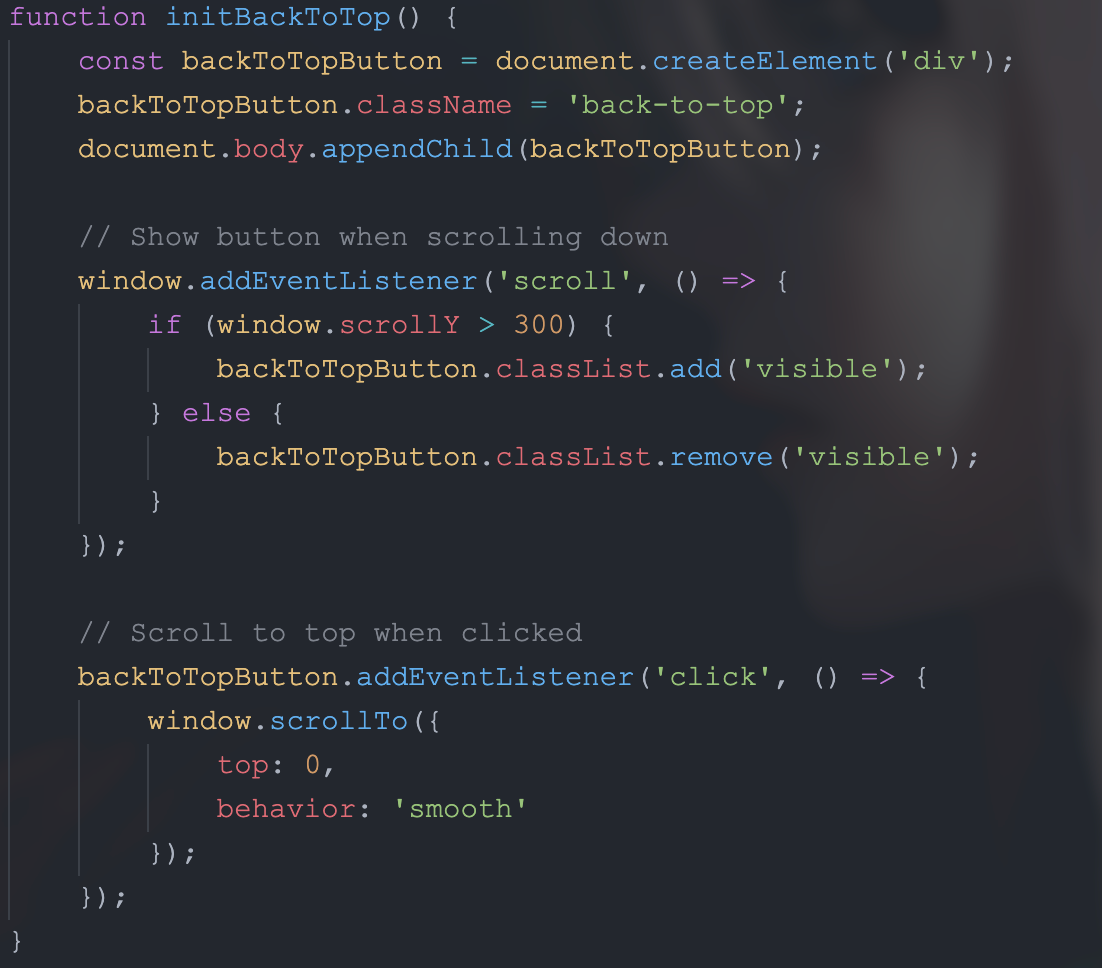 function initBackToTop() {
    const backToTopButton = document.createElement('div');
    backToTopButton.className = 'back-to-top';
    document.body.appendChild(backToTopButton);

    // Show button when scrolling down
    window.addEventListener('scroll', () => {
        if (window.scrollY > 300) {
            backToTopButton.classList.add('visible');
        } else {
            backToTopButton.classList.remove('visible');
        }
    });

    // Scroll to top when clicked
    backToTopButton.addEventListener('click', () => {
        window.scrollTo({
            top: 0,
            behavior: 'smooth'
        });
    });
}